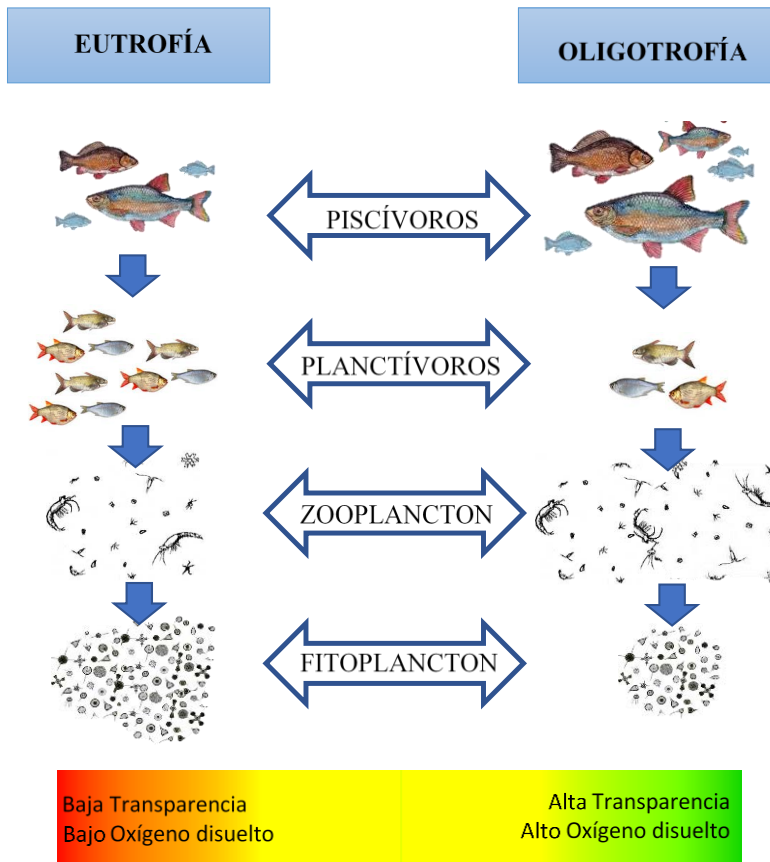 EUTROFÍA
OLIGOTROFÍA
PISCÍVOROS
PLANCTÍVOROS
ZOOPLANCTON
FITOPLANCTON
Baja Transparencia
Bajo Oxígeno disuelto
Alta Transparencia
Alto Oxígeno disuelto